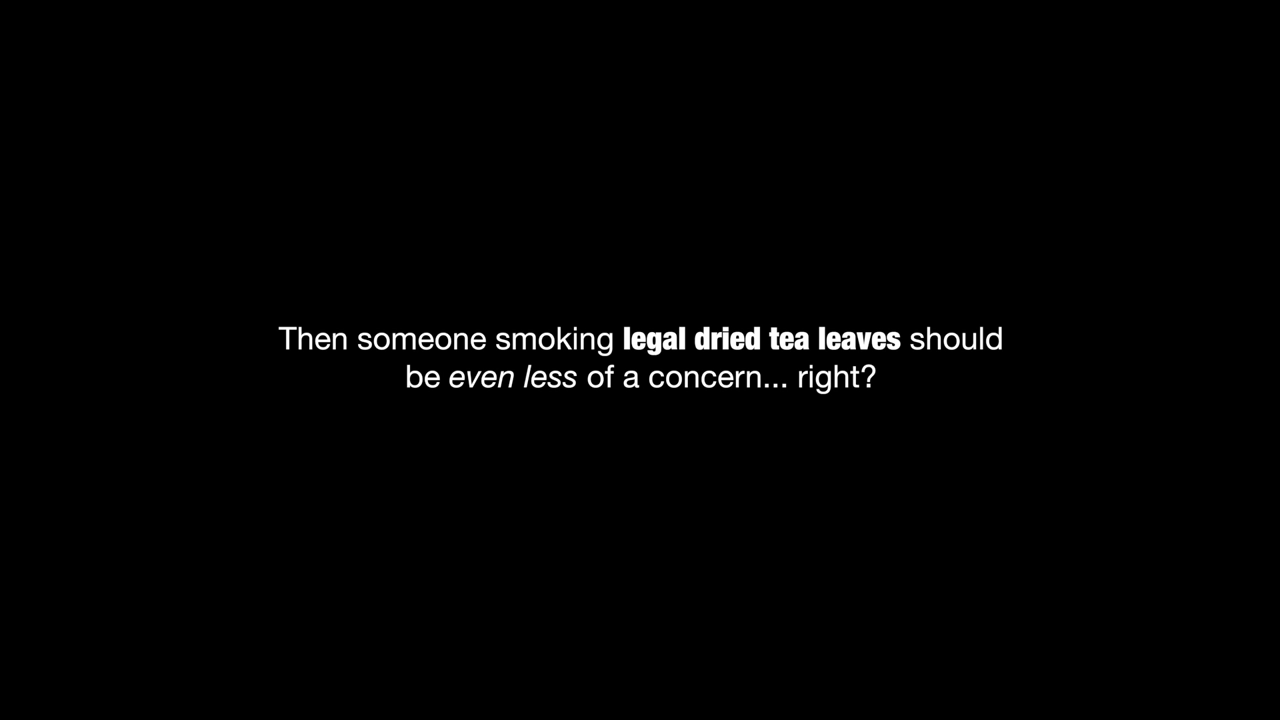 Then someone smoking legal dried tea leaves should
be even less of a concern... right?